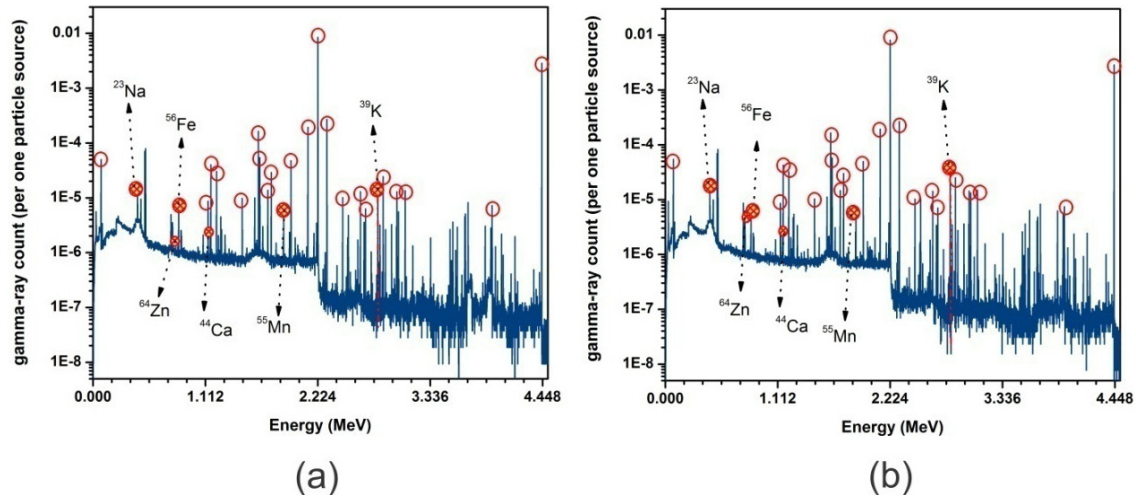 gamma-ray count (per one particle source)
0.01
1E-3
1E-4
1E-5
1E-6
1E-7
1E-8
²³Na
⁵⁶Fe
³⁹K
⁶⁴Zn
⁴⁴Ca
⁵⁵Mn
0.000 1.112 2.224 3.336 4.448
Energy (MeV)
(a)
gamma-ray count (per one particle source)
0.01
1E-3
1E-4
1E-5
1E-6
1E-7
1E-8
²³Na
⁵⁶Fe
³⁹K
⁶⁴Zn
⁴⁴Ca
⁵⁵Mn
0.000 1.112 2.224 3.336 4.448
Energy (MeV)
(b)